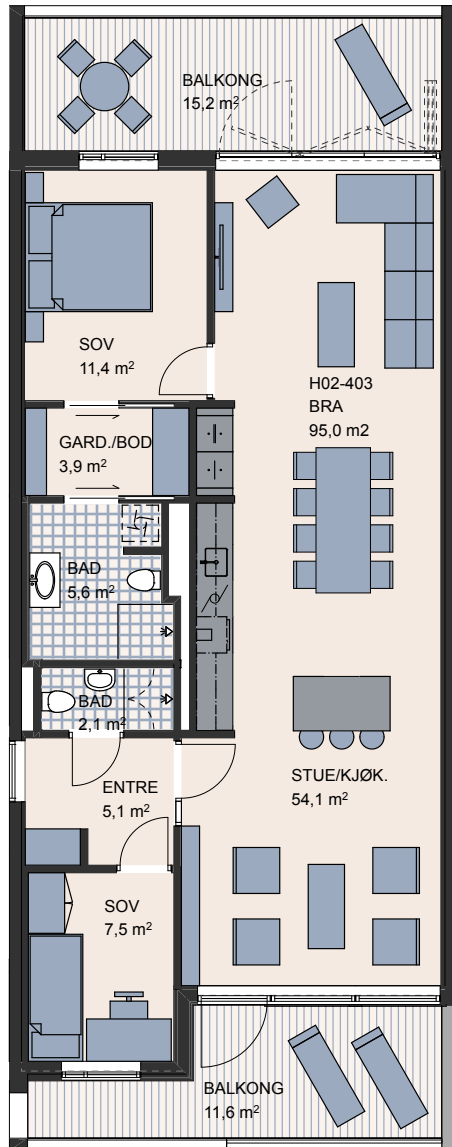 BALKONG
15,2 m²
SOV
11,4 m²
H02-403
BRA
95,0 m2
GARD./BOD
3,9 m²
BAD
5,6 m²
BAD
2,1 m²
ENTRE
5,1 m²
STUE/KJØK.
54,1 m²
SOV
7,5 m²
BALKONG
11,6 m²